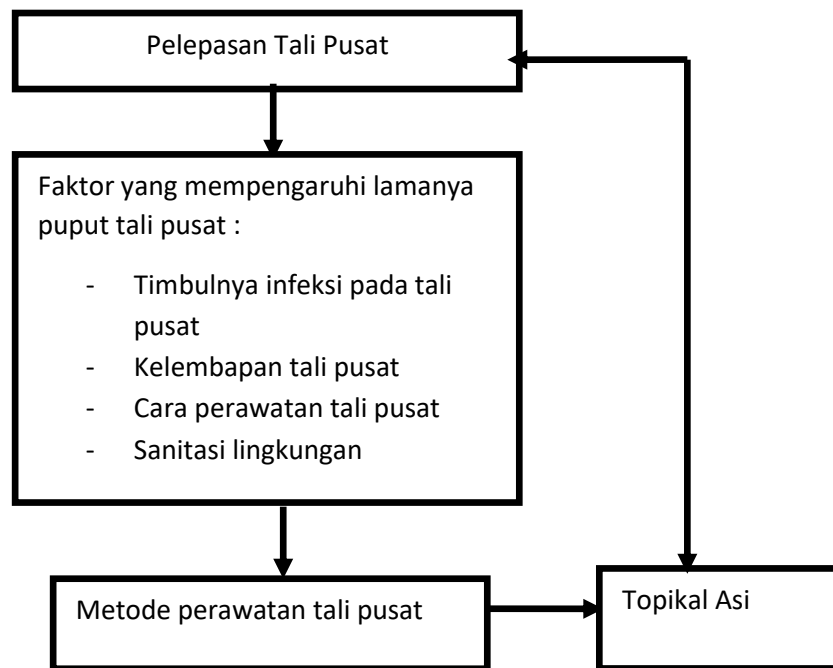 Pelepasan Tali Pusat
Faktor yang mempengaruhi lamanya
puput tali pusat :
- Timbulnya infeksi pada tali
pusat
- Kelembapan tali pusat
- Cara perawatan tali pusat
- Sanitasi lingkungan
Metode perawatan tali pusat
Topikal Asi